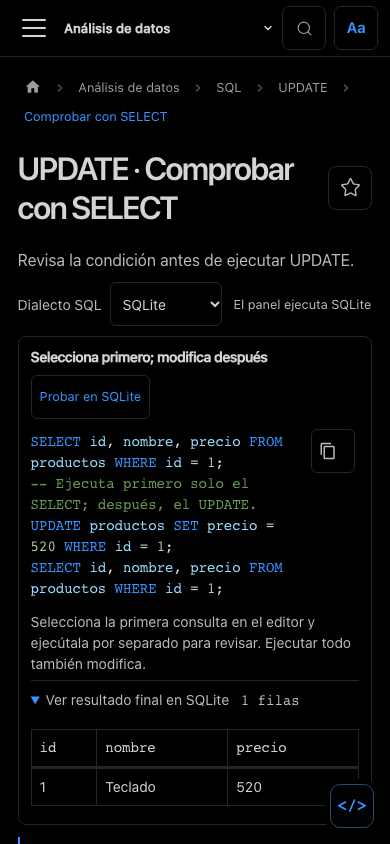 Análisis de datos
Aa
Análisis de datos
SQL
UPDATE
Comprobar con SELECT
UPDATE · Comprobar
con SELECT
Revisa la condición antes de ejecutar UPDATE.
Dialecto SQL
SQLite
El panel ejecuta SQLite
Selecciona primero; modifica después
Probar en SQLite
SELECT id, nombre, precio FROM
productos WHERE id = 1;
-- Ejecuta primero solo el
SELECT; después, el UPDATE.
UPDATE productos SET precio =
520 WHERE id = 1;
SELECT id, nombre, precio FROM
productos WHERE id = 1;
Selecciona la primera consulta en el editor y
ejecútala por separado para revisar. Ejecutar todo
también modifica.
Ver resultado final en SQLite 1 filas
id nombre precio
1 Teclado 520
</>